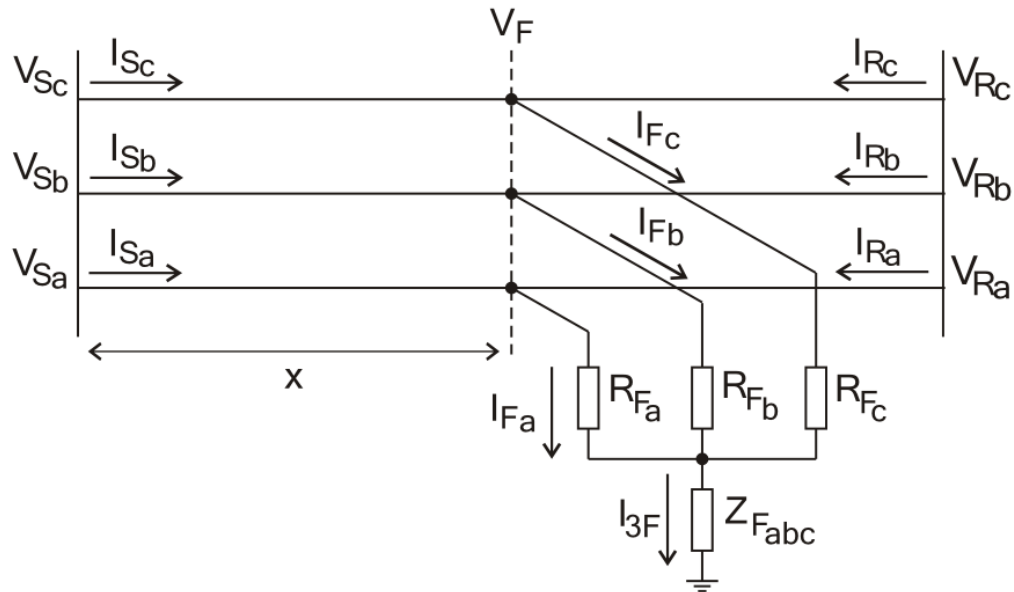 V_F
V_Sc I_Sc I_Rc V_Rc
I_Fc
V_Sb I_Sb I_Rb V_Rb
I_Fb
V_Sa I_Sa I_Ra V_Ra
x
I_Fa R_Fa R_Fb R_Fc
I_3F Z_Fabc